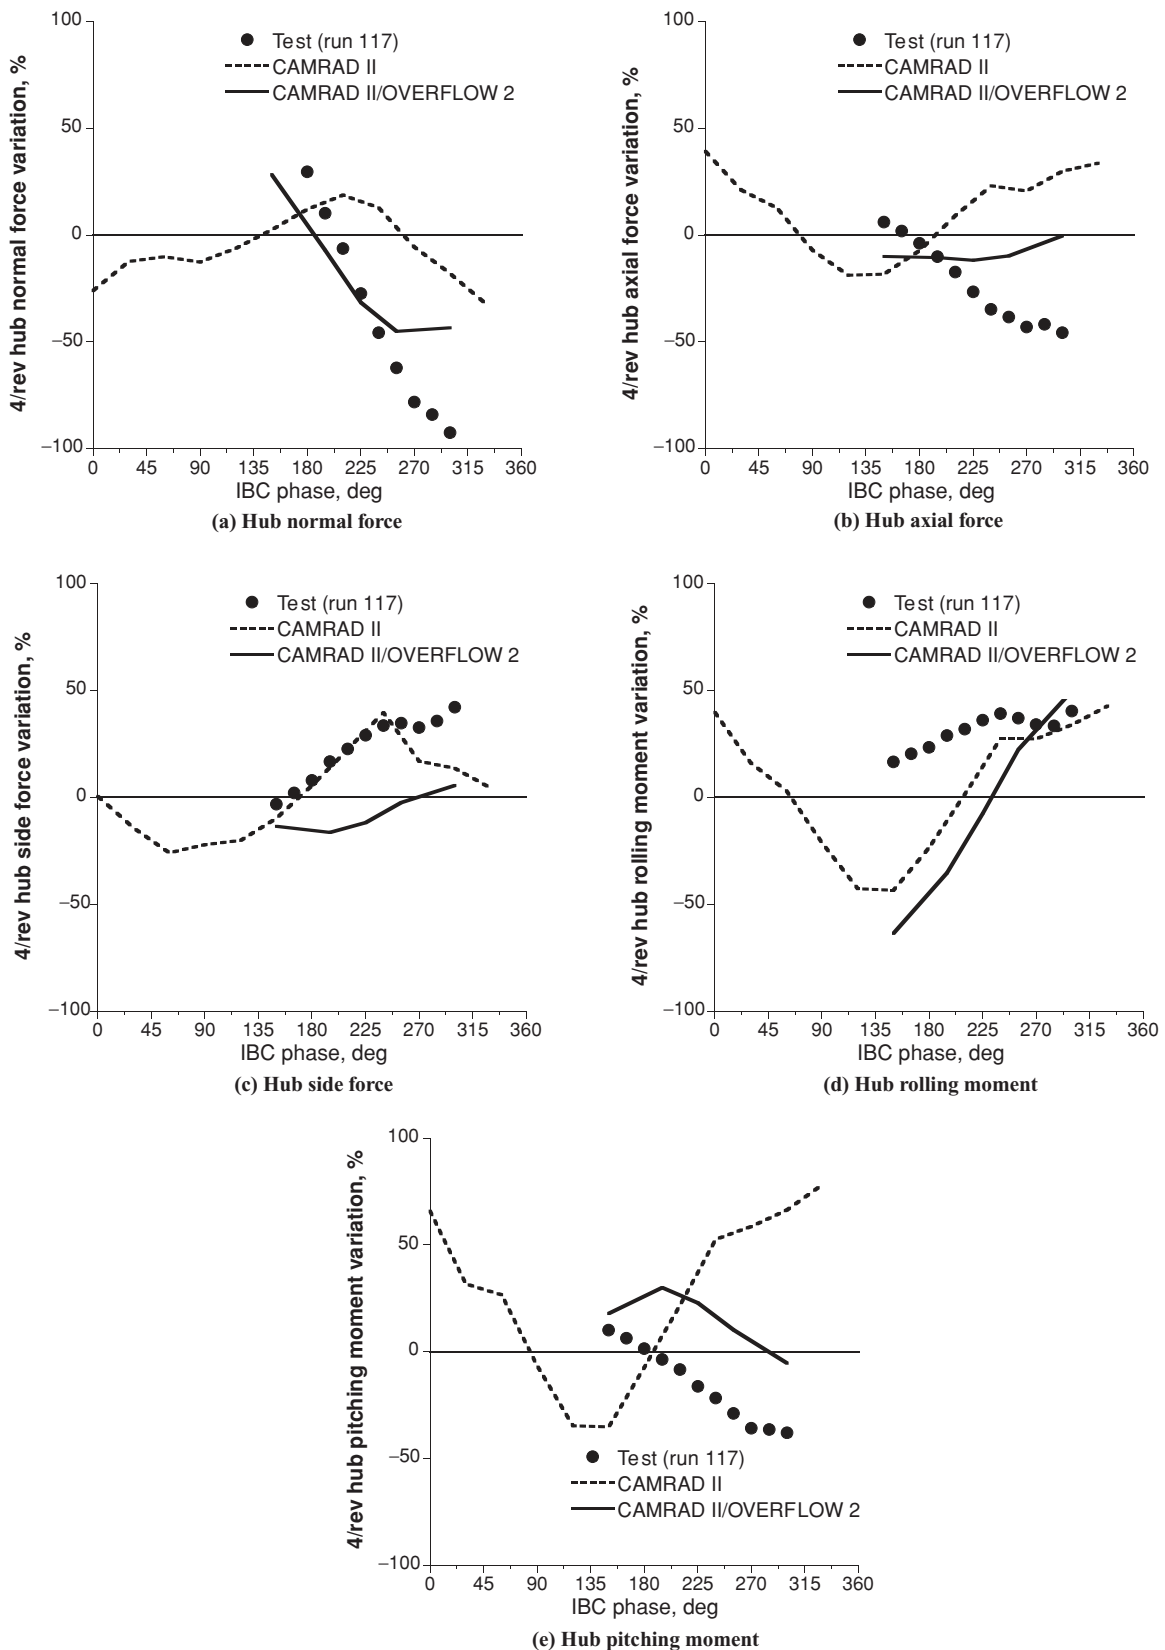 100
50
0
−50
−100
4/rev hub normal force variation, %
Test (run 117)
CAMRAD II
CAMRAD II/OVERFLOW 2
0 45 90 135 180 225 270 315 360
IBC phase, deg
(a) Hub normal force
100
50
0
−50
−100
4/rev hub axial force variation, %
Test (run 117)
CAMRAD II
CAMRAD II/OVERFLOW 2
0 45 90 135 180 225 270 315 360
IBC phase, deg
(b) Hub axial force
100
50
0
−50
−100
4/rev hub side force variation, %
Test (run 117)
CAMRAD II
CAMRAD II/OVERFLOW 2
0 45 90 135 180 225 270 315 360
IBC phase, deg
(c) Hub side force
100
50
0
−50
−100
4/rev hub rolling moment variation, %
Test (run 117)
CAMRAD II
CAMRAD II/OVERFLOW 2
0 45 90 135 180 225 270 315 360
IBC phase, deg
(d) Hub rolling moment
100
50
0
−50
−100
4/rev hub pitching moment variation, %
Test (run 117)
CAMRAD II
CAMRAD II/OVERFLOW 2
0 45 90 135 180 225 270 315 360
IBC phase, deg
(e) Hub pitching moment